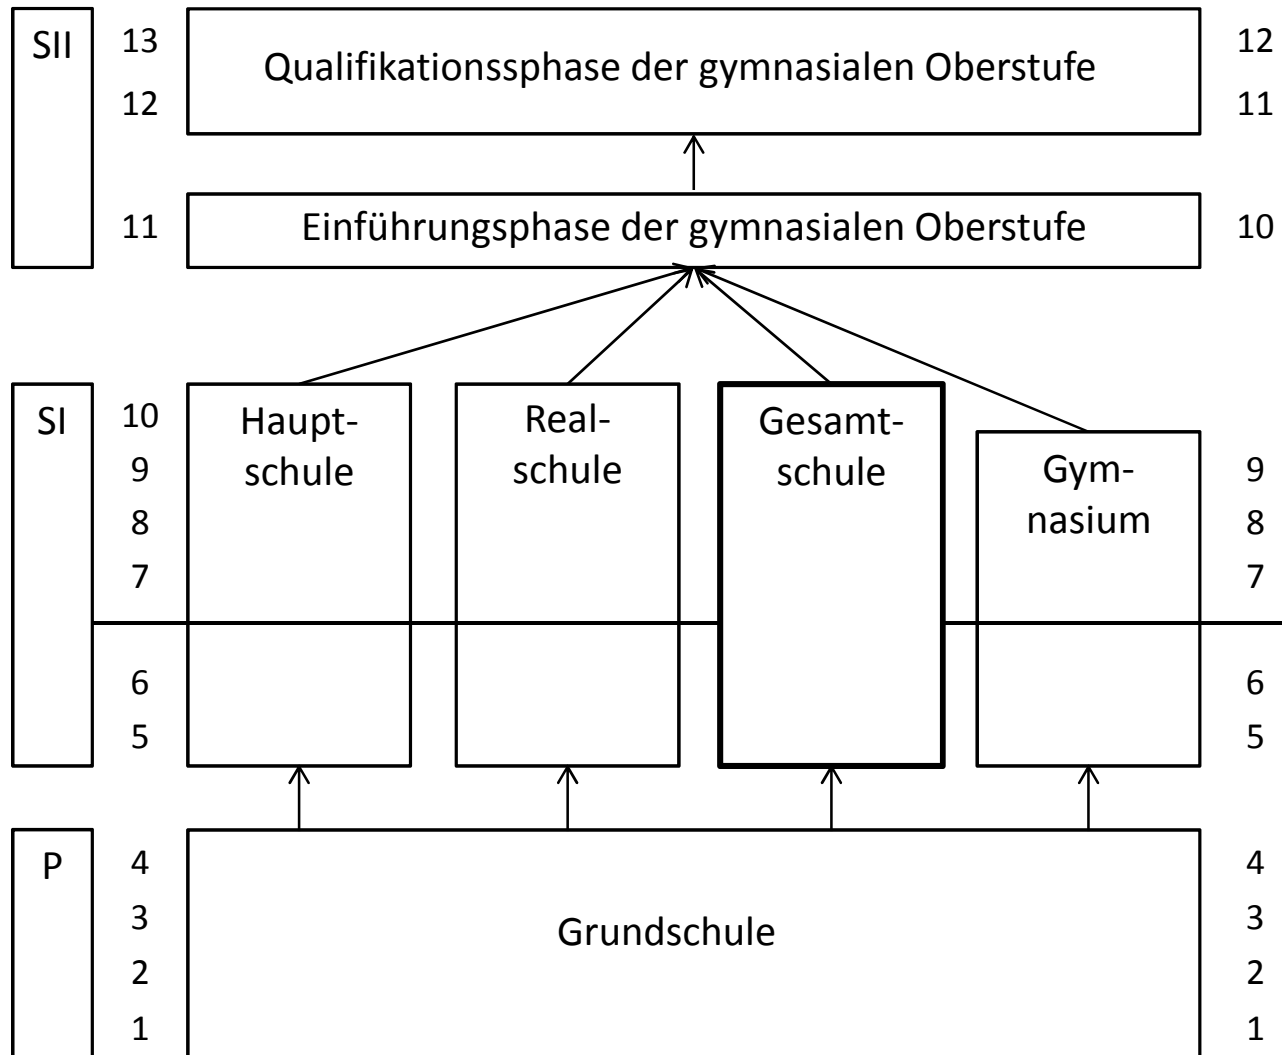 SII
13
Qualifikationssphase der gymnasialen Oberstufe
12
12
11
11
Einführungsphase der gymnasialen Oberstufe
10
SI
10
Haupt-
schule
Real-
schule
Gesamt-
schule
Gym-
nasium
9
8
7
6
5
9
8
7
6
5
P
4
3
2
1
Grundschule
4
3
2
1